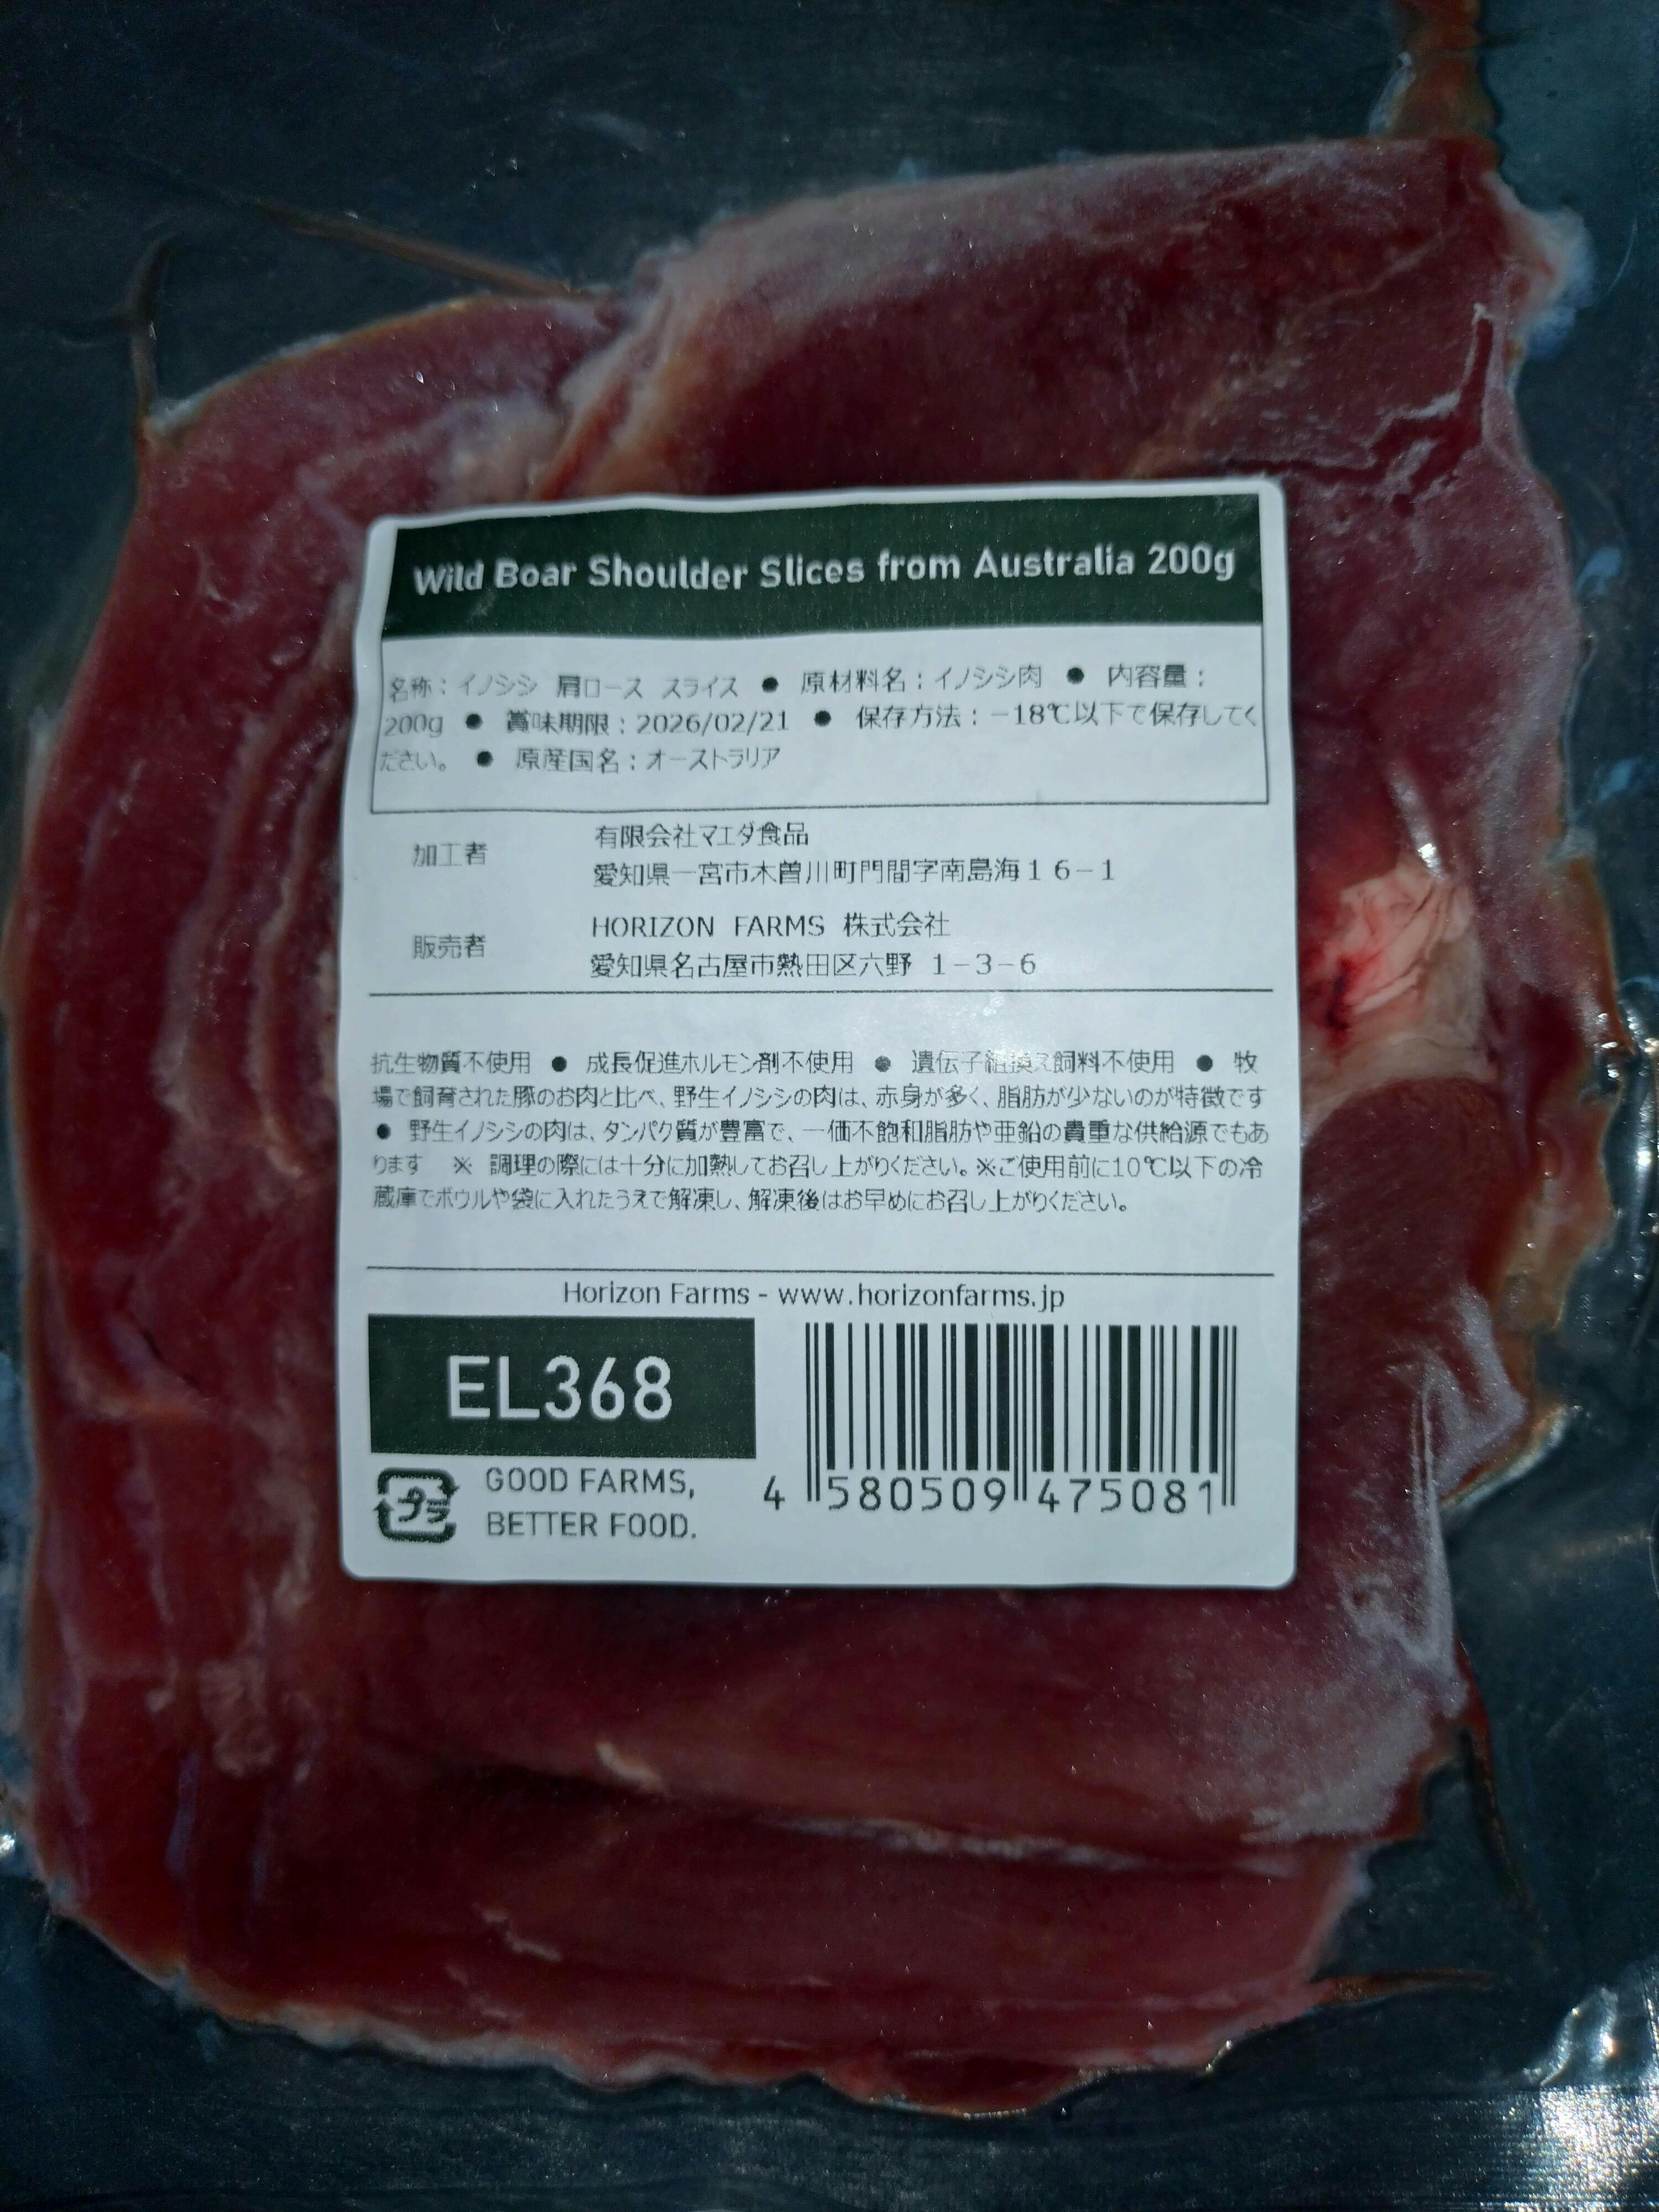 Wild Boar Shoulder Slices from Australia 200g
名称：イノシシ 肩ロース スライス ● 原材料名：イノシシ肉 ● 内容量：
200g ● 賞味期限：2026/02/21 ● 保存方法：−18℃以下で保存してく
ださい。 ● 原産国名：オーストラリア
加工者
有限会社マエダ食品
愛知県一宮市木曽川町門間字南島海１６−１
販売者
HORIZON FARMS 株式会社
愛知県名古屋市熱田区六野 １−３−６
抗生物質不使用 ● 成長促進ホルモン剤不使用 ● 遺伝子組換え飼料不使用 ● 牧
場で飼育された豚のお肉と比べ、野生イノシシの肉は、赤身が多く、脂肪が少ないのが特徴です
● 野生イノシシの肉は、タンパク質が豊富で、一価不飽和脂肪や亜鉛の貴重な供給源でもあ
ります ※ 調理の際には十分に加熱してお召し上がりください。※ご使用前に10℃以下の冷
蔵庫でボウルや袋に入れたうえで解凍し、解凍後はお早めにお召し上がりください。
Horizon Farms - www.horizonfarms.jp
EL368
プラ
GOOD FARMS,
BETTER FOOD.
4 580509 475081